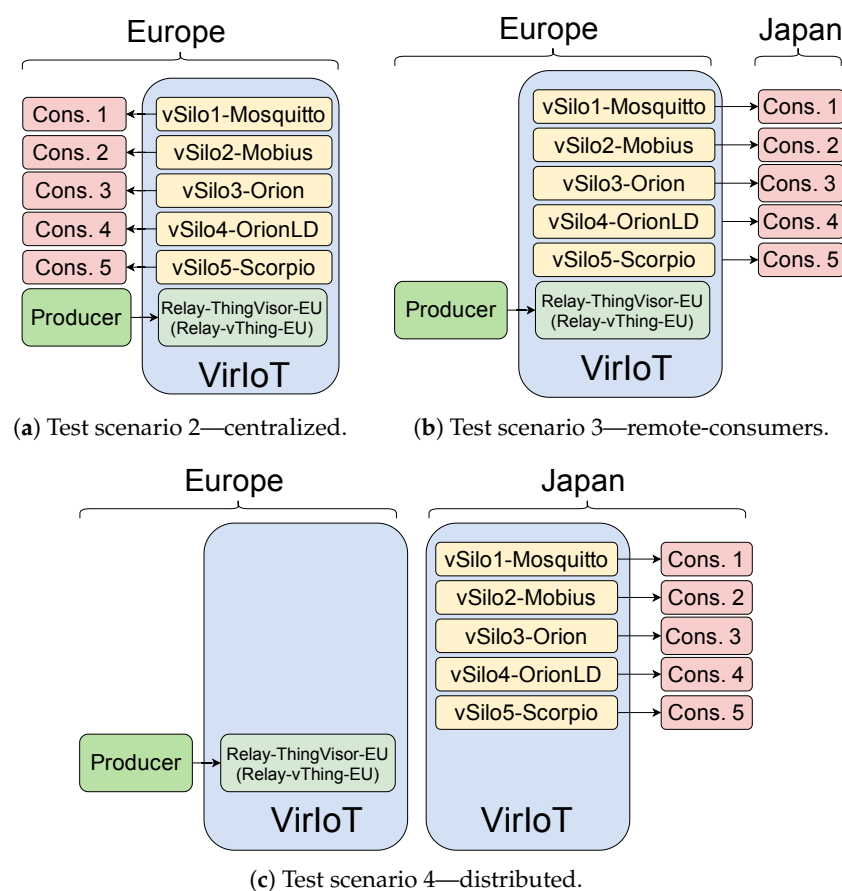 Europe
Cons. 1
vSilo1-Mosquitto
Cons. 2
vSilo2-Mobius
Cons. 3
vSilo3-Orion
Cons. 4
vSilo4-OrionLD
Cons. 5
vSilo5-Scorpio
Producer
Relay-ThingVisor-EU
(Relay-vThing-EU)
VirIoT
(a) Test scenario 2—centralized.
Europe
Japan
vSilo1-Mosquitto
Cons. 1
vSilo2-Mobius
Cons. 2
vSilo3-Orion
Cons. 3
vSilo4-OrionLD
Cons. 4
vSilo5-Scorpio
Cons. 5
Producer
Relay-ThingVisor-EU
(Relay-vThing-EU)
VirIoT
(b) Test scenario 3—remote-consumers.
Europe
Japan
vSilo1-Mosquitto
Cons. 1
vSilo2-Mobius
Cons. 2
vSilo3-Orion
Cons. 3
vSilo4-OrionLD
Cons. 4
vSilo5-Scorpio
Cons. 5
Producer
Relay-ThingVisor-EU
(Relay-vThing-EU)
VirIoT
VirIoT
(c) Test scenario 4—distributed.